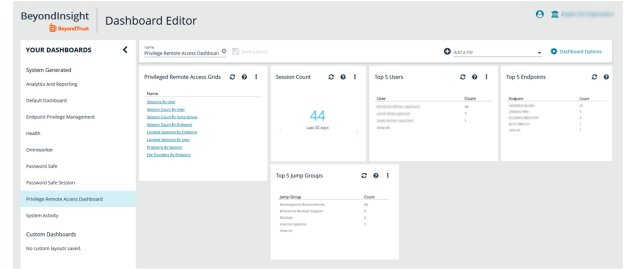 BeyondInsight
BeyondTrust
Dashboard Editor
YOUR DASHBOARDS
System Generated
Analytics And Reporting
Default Dashboard
Endpoint Privilege Management
Health
Omniworker
Password Safe
Password Safe Session
Privilege Remote Access Dashboard
System Activity
Custom Dashboards
No custom layouts saved.
Name
Privilege Remote Access Dashboard
Save Layout
Add a tile
Dashboard Options
Privileged Remote Access Grids
Name
Sessions By User
Session Count By User
Session Count By Jump Group
Session Count By Endpoint
Longest Sessions By Endpoint
Longest Sessions By User
Programs By Session
File Transfers By Endpoint
Session Count
44
Last 30 days
Top 5 Users
User Count
7
1
View All
Top 5 Endpoints
Endpoint Count
View All
Top 5 Jump Groups
Jump Group Count
Development Environments
Enterprise Remote Support
DevOps 2
Internal Systems 1
View All